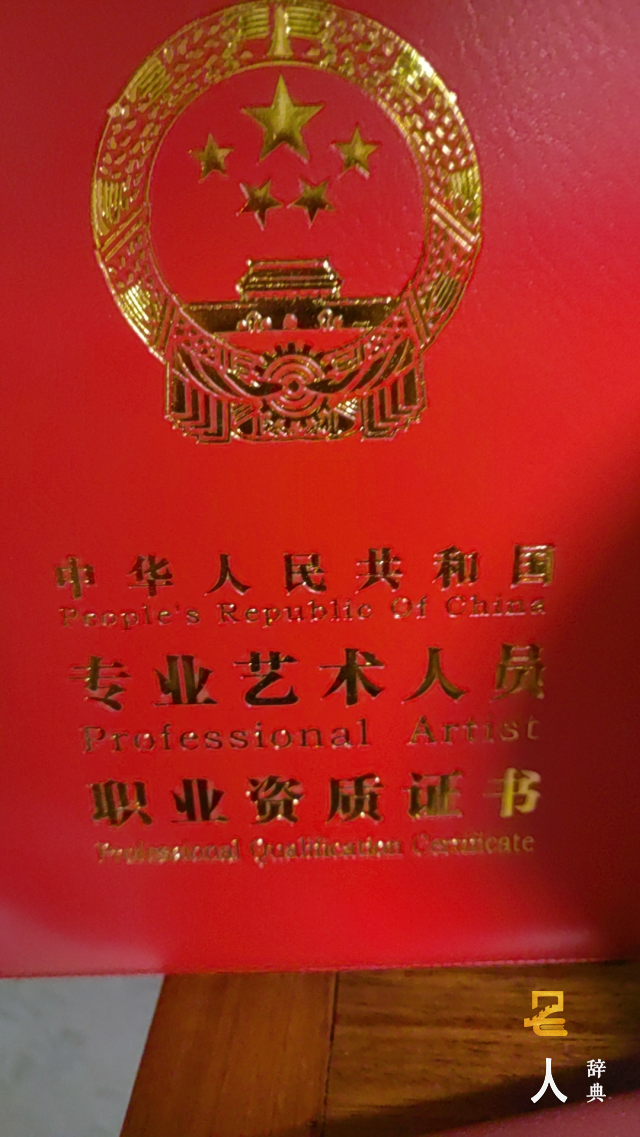 中华人民共和国
People's Republic Of China
专业艺术人员
Professional Artist
职业资质证书
Professional Qualification Certificate
人
辞典